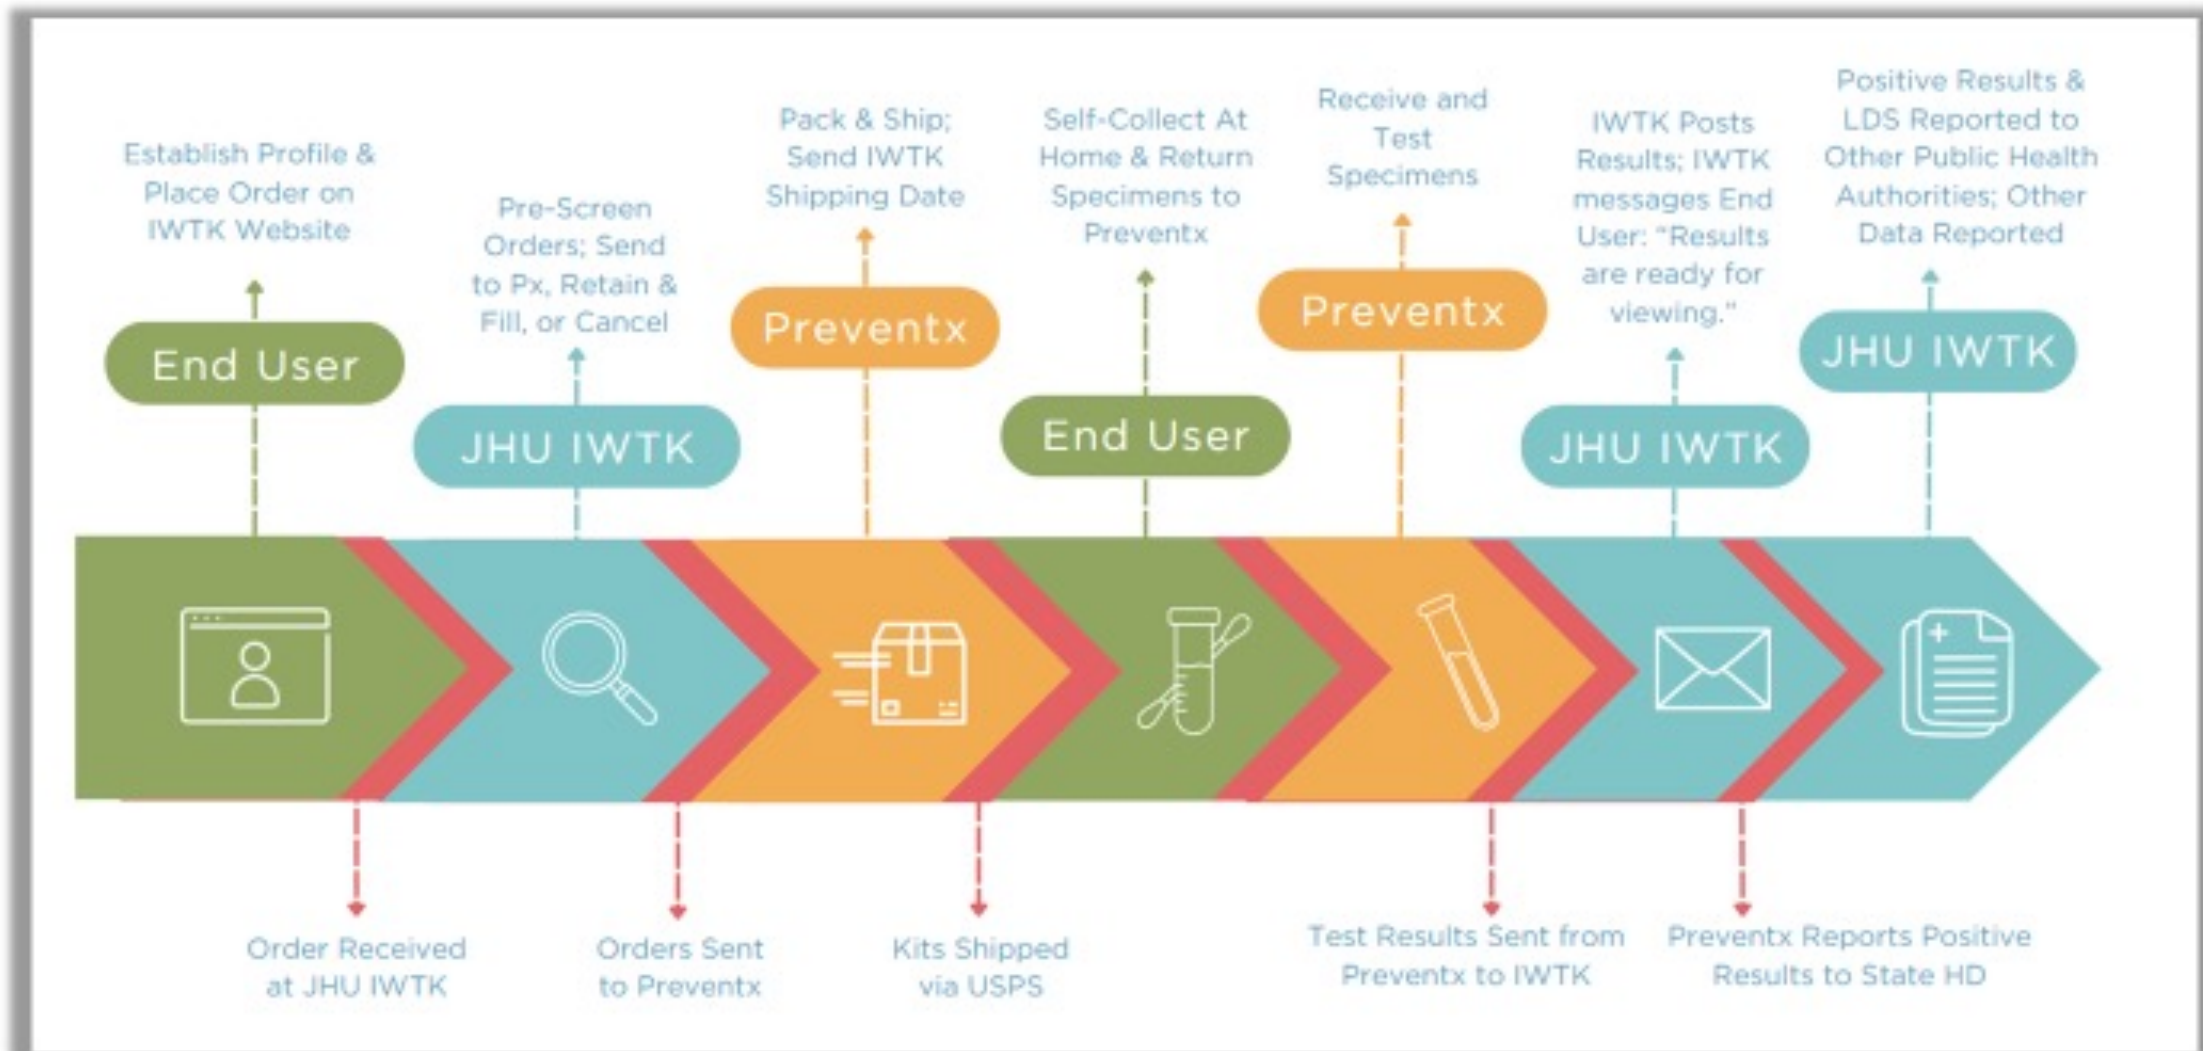 Establish Profile &
Place Order on
IWTK Website
End User
Pre-Screen
Orders; Send
to Px, Retain &
Fill, or Cancel
JHU IWTK
Pack & Ship;
Send IWTK
Shipping Date
Preventx
Self-Collect At
Home & Return
Specimens to
Preventx
End User
Receive and
Test
Specimens
Preventx
IWTK Posts
Results; IWTK
messages End
User: "Results
are ready for
viewing."
JHU IWTK
Positive Results &
LDS Reported to
Other Public Health
Authorities; Other
Data Reported
JHU IWTK
Order Received
at JHU IWTK
Orders Sent
to Preventx
Kits Shipped
via USPS
Test Results Sent from
Preventx to IWTK
Preventx Reports Positive
Results to State HD